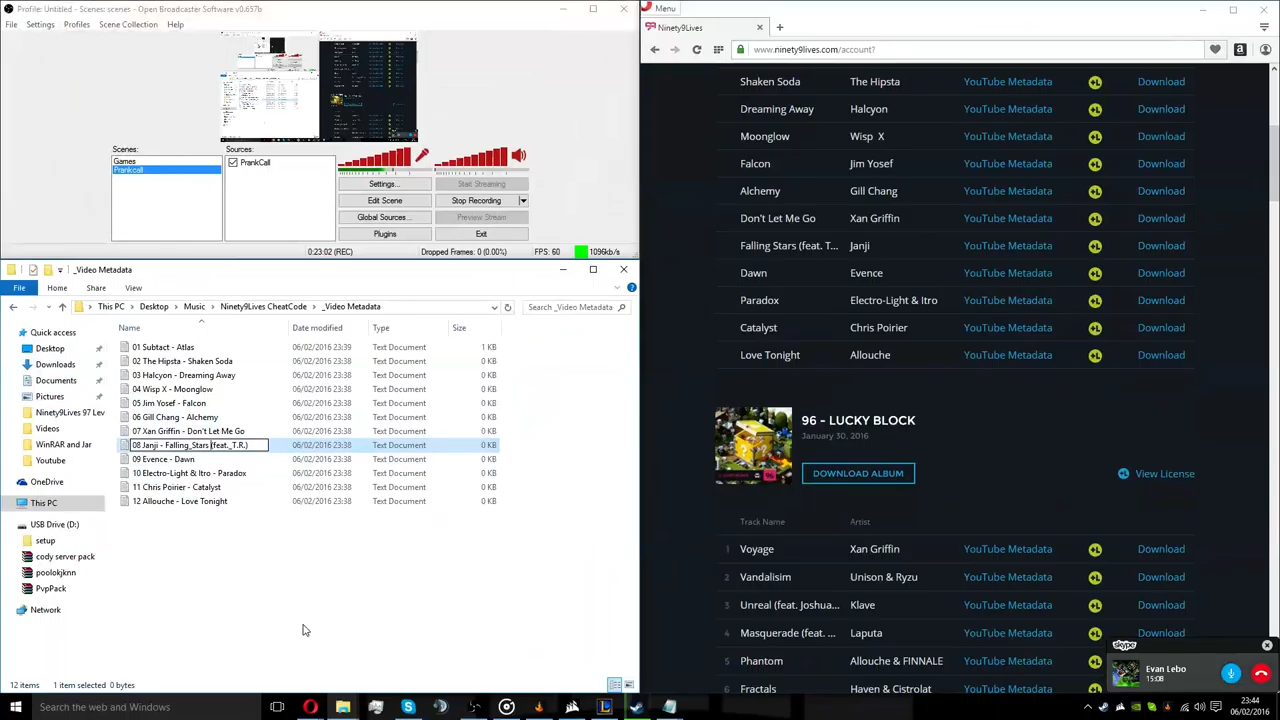 Profile: Untitled - Scenes: scenes - Open Broadcaster Software v0.657b
File Settings Profiles Scene Collection Help
Scenes:
Games
Prankcall
Sources:
PrankCall
Settings... Start Streaming
Edit Scene Stop Recording
Global Sources... Preview Stream
Plugins Exit
0:23:02 (REC) Dropped Frames: 0 (0.00%) FPS: 60 1096kb/s
_Video Metadata
File Home Share View
This PC Desktop Music Ninety9Lives CheatCode _Video Metadata Search _Video Metadata
Name Date modified Type Size
Quick access
Desktop
Downloads
Documents
Pictures
Ninety9Lives 97 Lev
Videos
WinRAR and Jar
Youtube
OneDrive
This PC
USB Drive (D:)
setup
cody server pack
poolokjknn
PvpPack
Network
01 Subtact - Atlas 06/02/2016 23:39 Text Document 1 KB
02 The Hipsta - Shaken Soda 06/02/2016 23:38 Text Document 0 KB
03 Halcyon - Dreaming Away 06/02/2016 23:38 Text Document 0 KB
04 Wisp X - Moonglow 06/02/2016 23:38 Text Document 0 KB
05 Jim Yosef - Falcon 06/02/2016 23:38 Text Document 0 KB
06 Gill Chang - Alchemy 06/02/2016 23:38 Text Document 0 KB
07 Xan Griffin - Don't Let Me Go 06/02/2016 23:38 Text Document 0 KB
08 Janji - Falling_Stars (feat._T.R.) 06/02/2016 23:38 Text Document 0 KB
09 Evence - Dawn 06/02/2016 23:38 Text Document 0 KB
10 Electro-Light & Itro - Paradox 06/02/2016 23:38 Text Document 0 KB
11 Chris Poirier - Catalyst 06/02/2016 23:38 Text Document 0 KB
12 Allouche - Love Tonight 06/02/2016 23:38 Text Document 0 KB
12 items 1 item selected 0 bytes
Menu
Ninety9Lives
Shaken Soda The Hipsta YouTube Metadata Download
Dreaming away Halcyon YouTube Metadata Download
Moonglow Wisp X YouTube Metadata Download
Falcon Jim Yosef YouTube Metadata Download
Alchemy Gill Chang YouTube Metadata Download
Don't Let Me Go Xan Griffin YouTube Metadata Download
Falling Stars (feat. T... Janji YouTube Metadata Download
Dawn Evence YouTube Metadata Download
Paradox Electro-Light & Itro YouTube Metadata Download
Catalyst Chris Poirier YouTube Metadata Download
Love Tonight Allouche YouTube Metadata Download
96 - LUCKY BLOCK
January 30, 2016
DOWNLOAD ALBUM View License
Track Name Artist
1 Voyage Xan Griffin YouTube Metadata Download
2 Vandalisim Unison & Ryzu YouTube Metadata Download
3 Unreal (feat. Joshua... Klave YouTube Metadata Download
4 Masquerade (feat. ... Laputa YouTube Metadata Download
5 Phantom Allouche & FINNALE YouTube Metadata
6 Fractals Haven & Cistrolat YouTube Metadata
skype
Evan Lebo
Search the web and Windows
23:44
06/02/2016